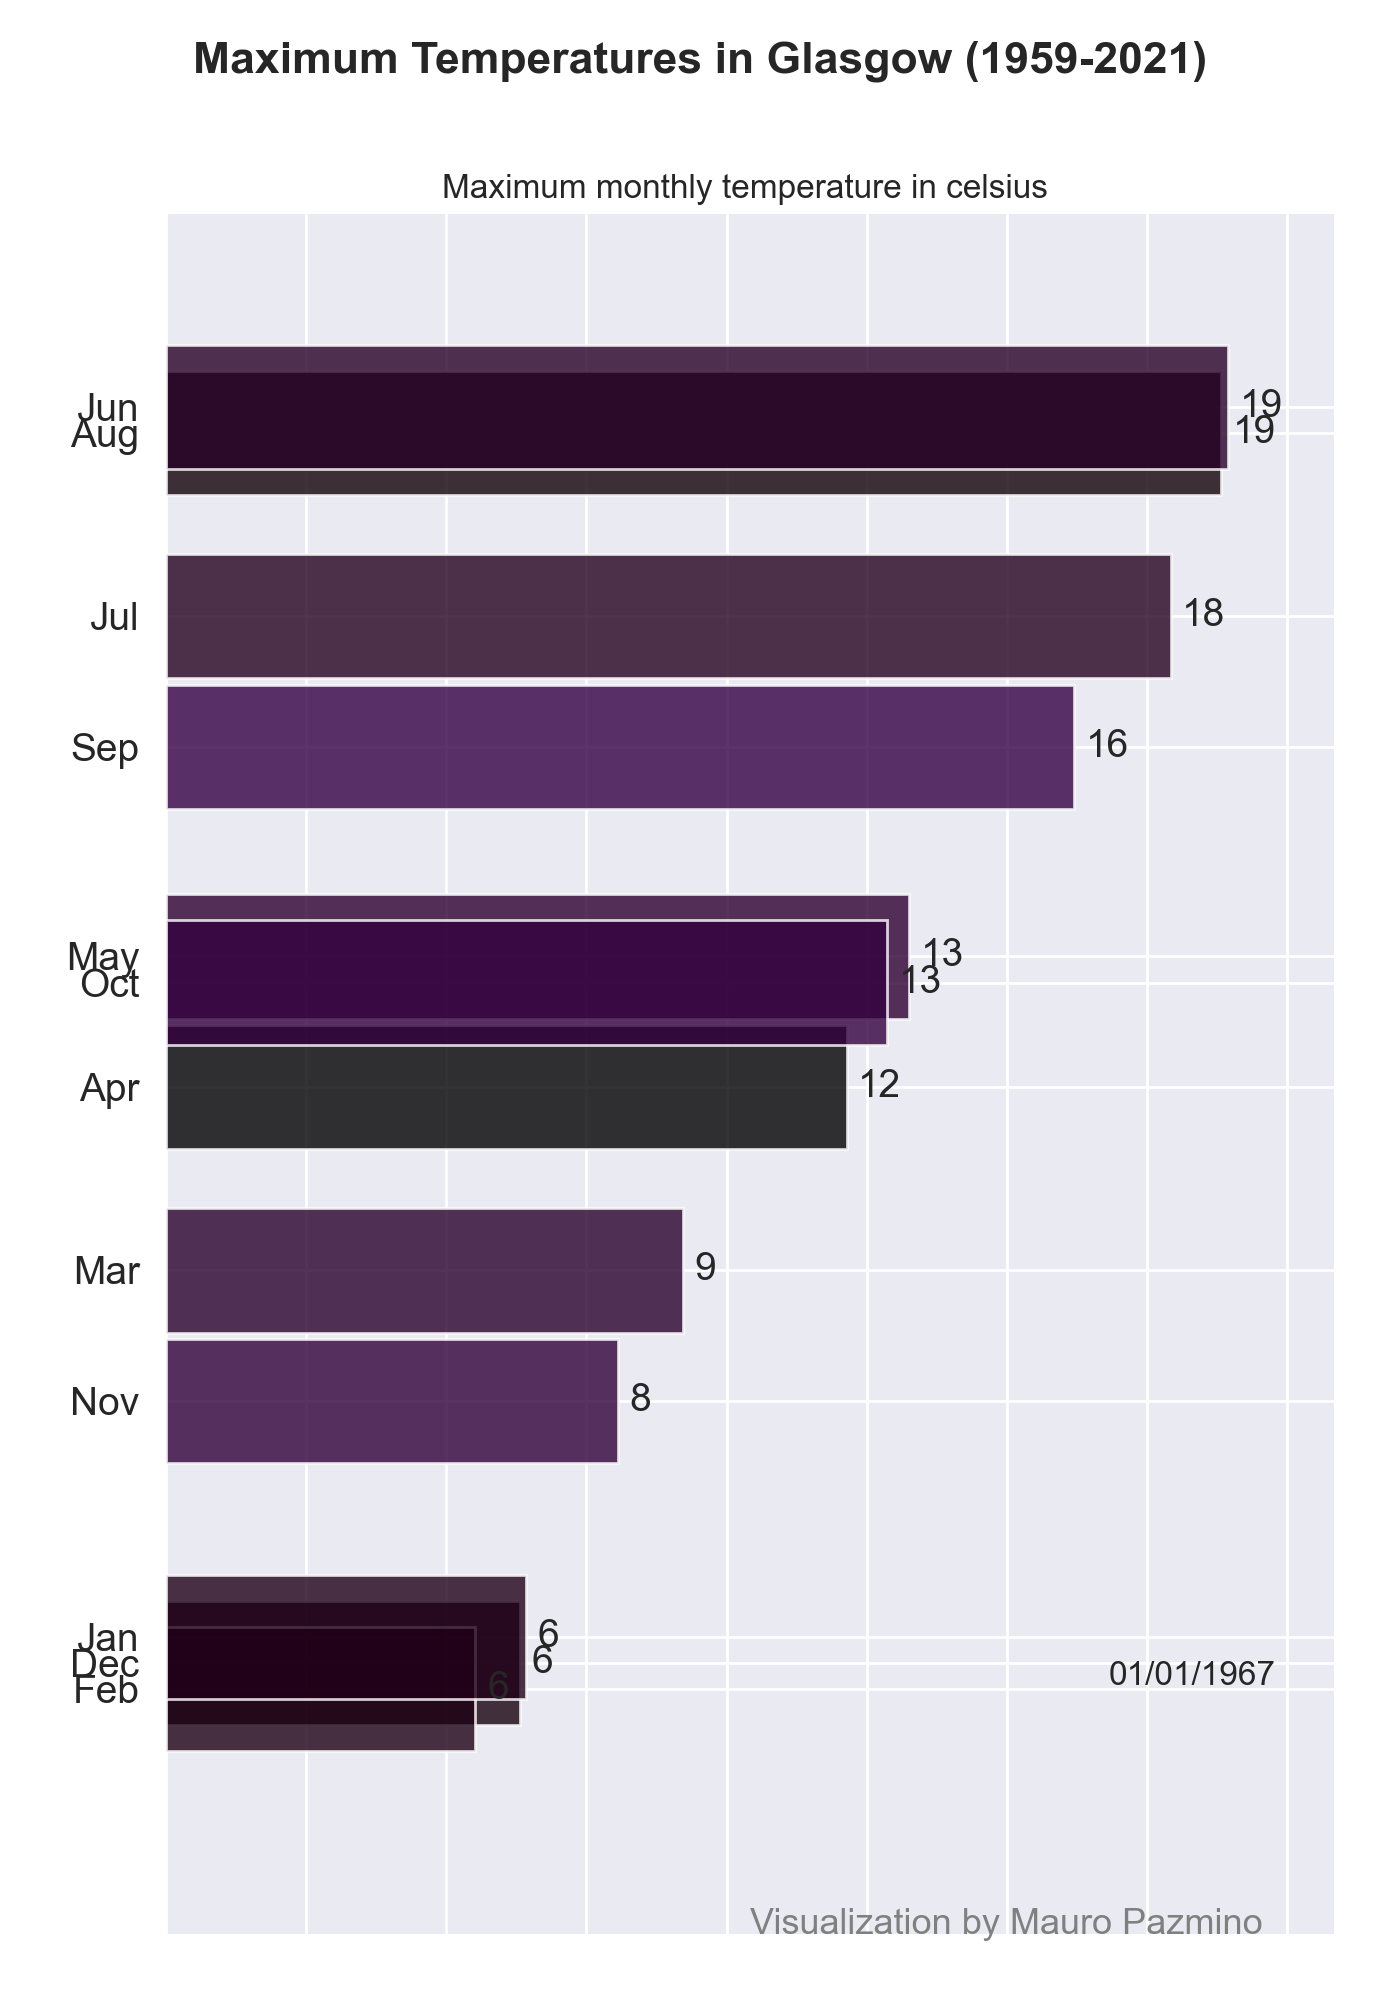 Maximum Temperatures in Glasgow (1959-2021)
Maximum monthly temperature in celsius
Jun 19
Aug 19
Jul 18
Sep 16
May 13
Oct 13
Apr 12
Mar 9
Nov 8
Jan 6
Dec 6
01/01/1967
Feb 6
Visualization by Mauro Pazmino